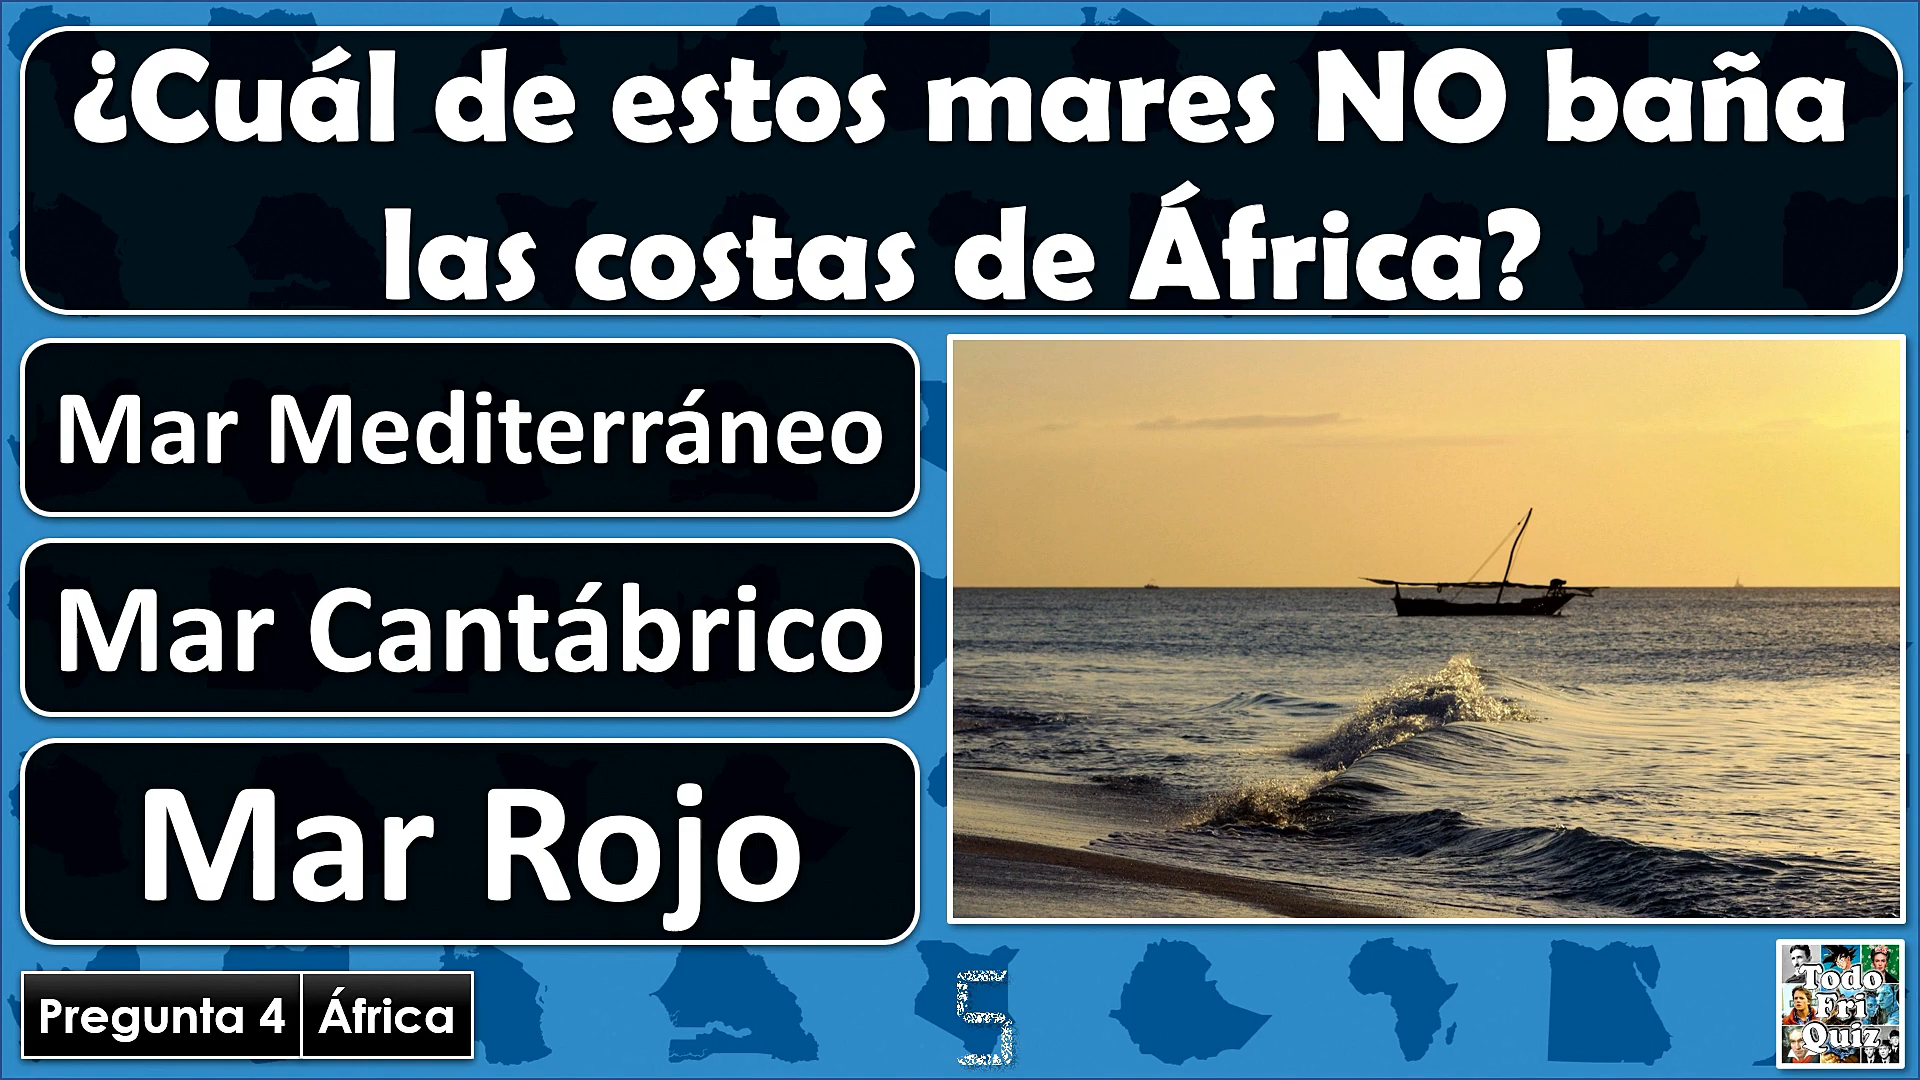 ¿Cuál de estos mares NO baña
las costas de África?
Mar Mediterráneo
Mar Cantábrico
Mar Rojo
Pregunta 4 África
5
Todo
Fri
Quiz